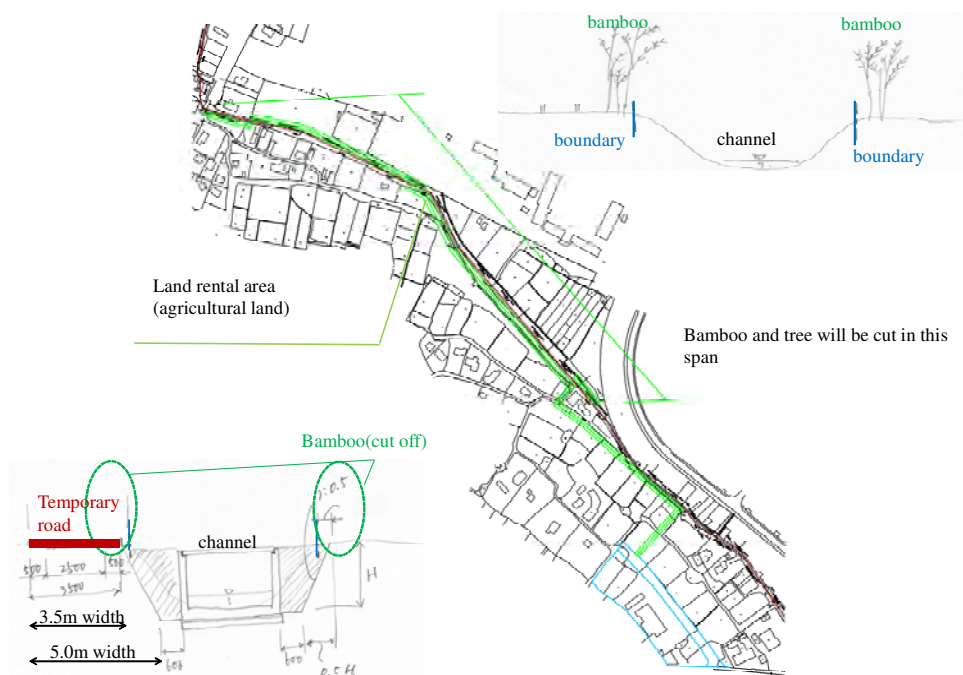 bamboo
bamboo
boundary
channel
boundary
Land rental area
(agricultural land)
Bamboo and tree will be cut in this
span
Bamboo(cut off)
1:0.5
Temporary
road
channel
500
2500
500
3500
H
3.5m width
5.0m width
600
600
0.5H